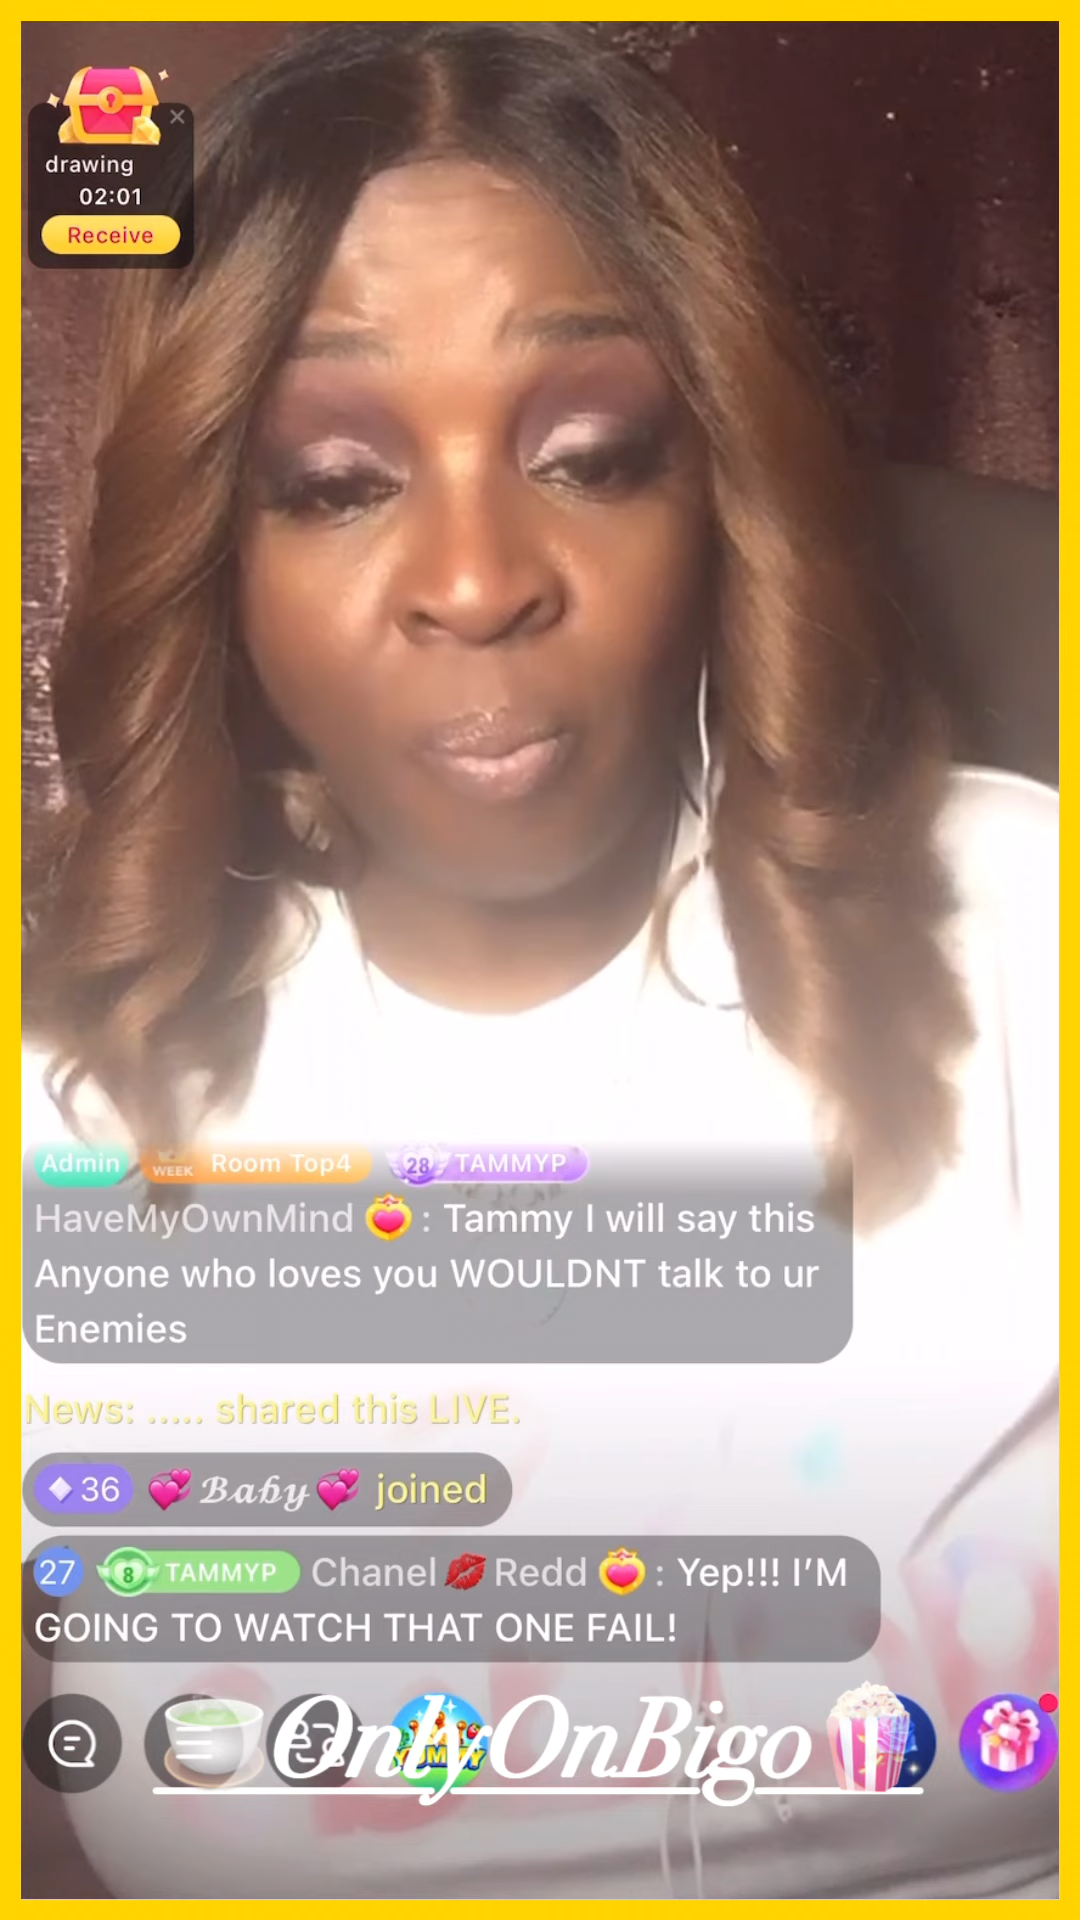 drawing
02:01
Receive
Admin WEEK Room Top4 28 TAMMYP
HaveMyOwnMind : Tammy I will say this
Anyone who loves you WOULDNT talk to ur
Enemies
News: ..... shared this LIVE.
36 Baby joined
27 8 TAMMYP Chanel 💋 Redd : Yep!!! I’M
GOING TO WATCH THAT ONE FAIL!
YUMMY
OnlyOnBigo